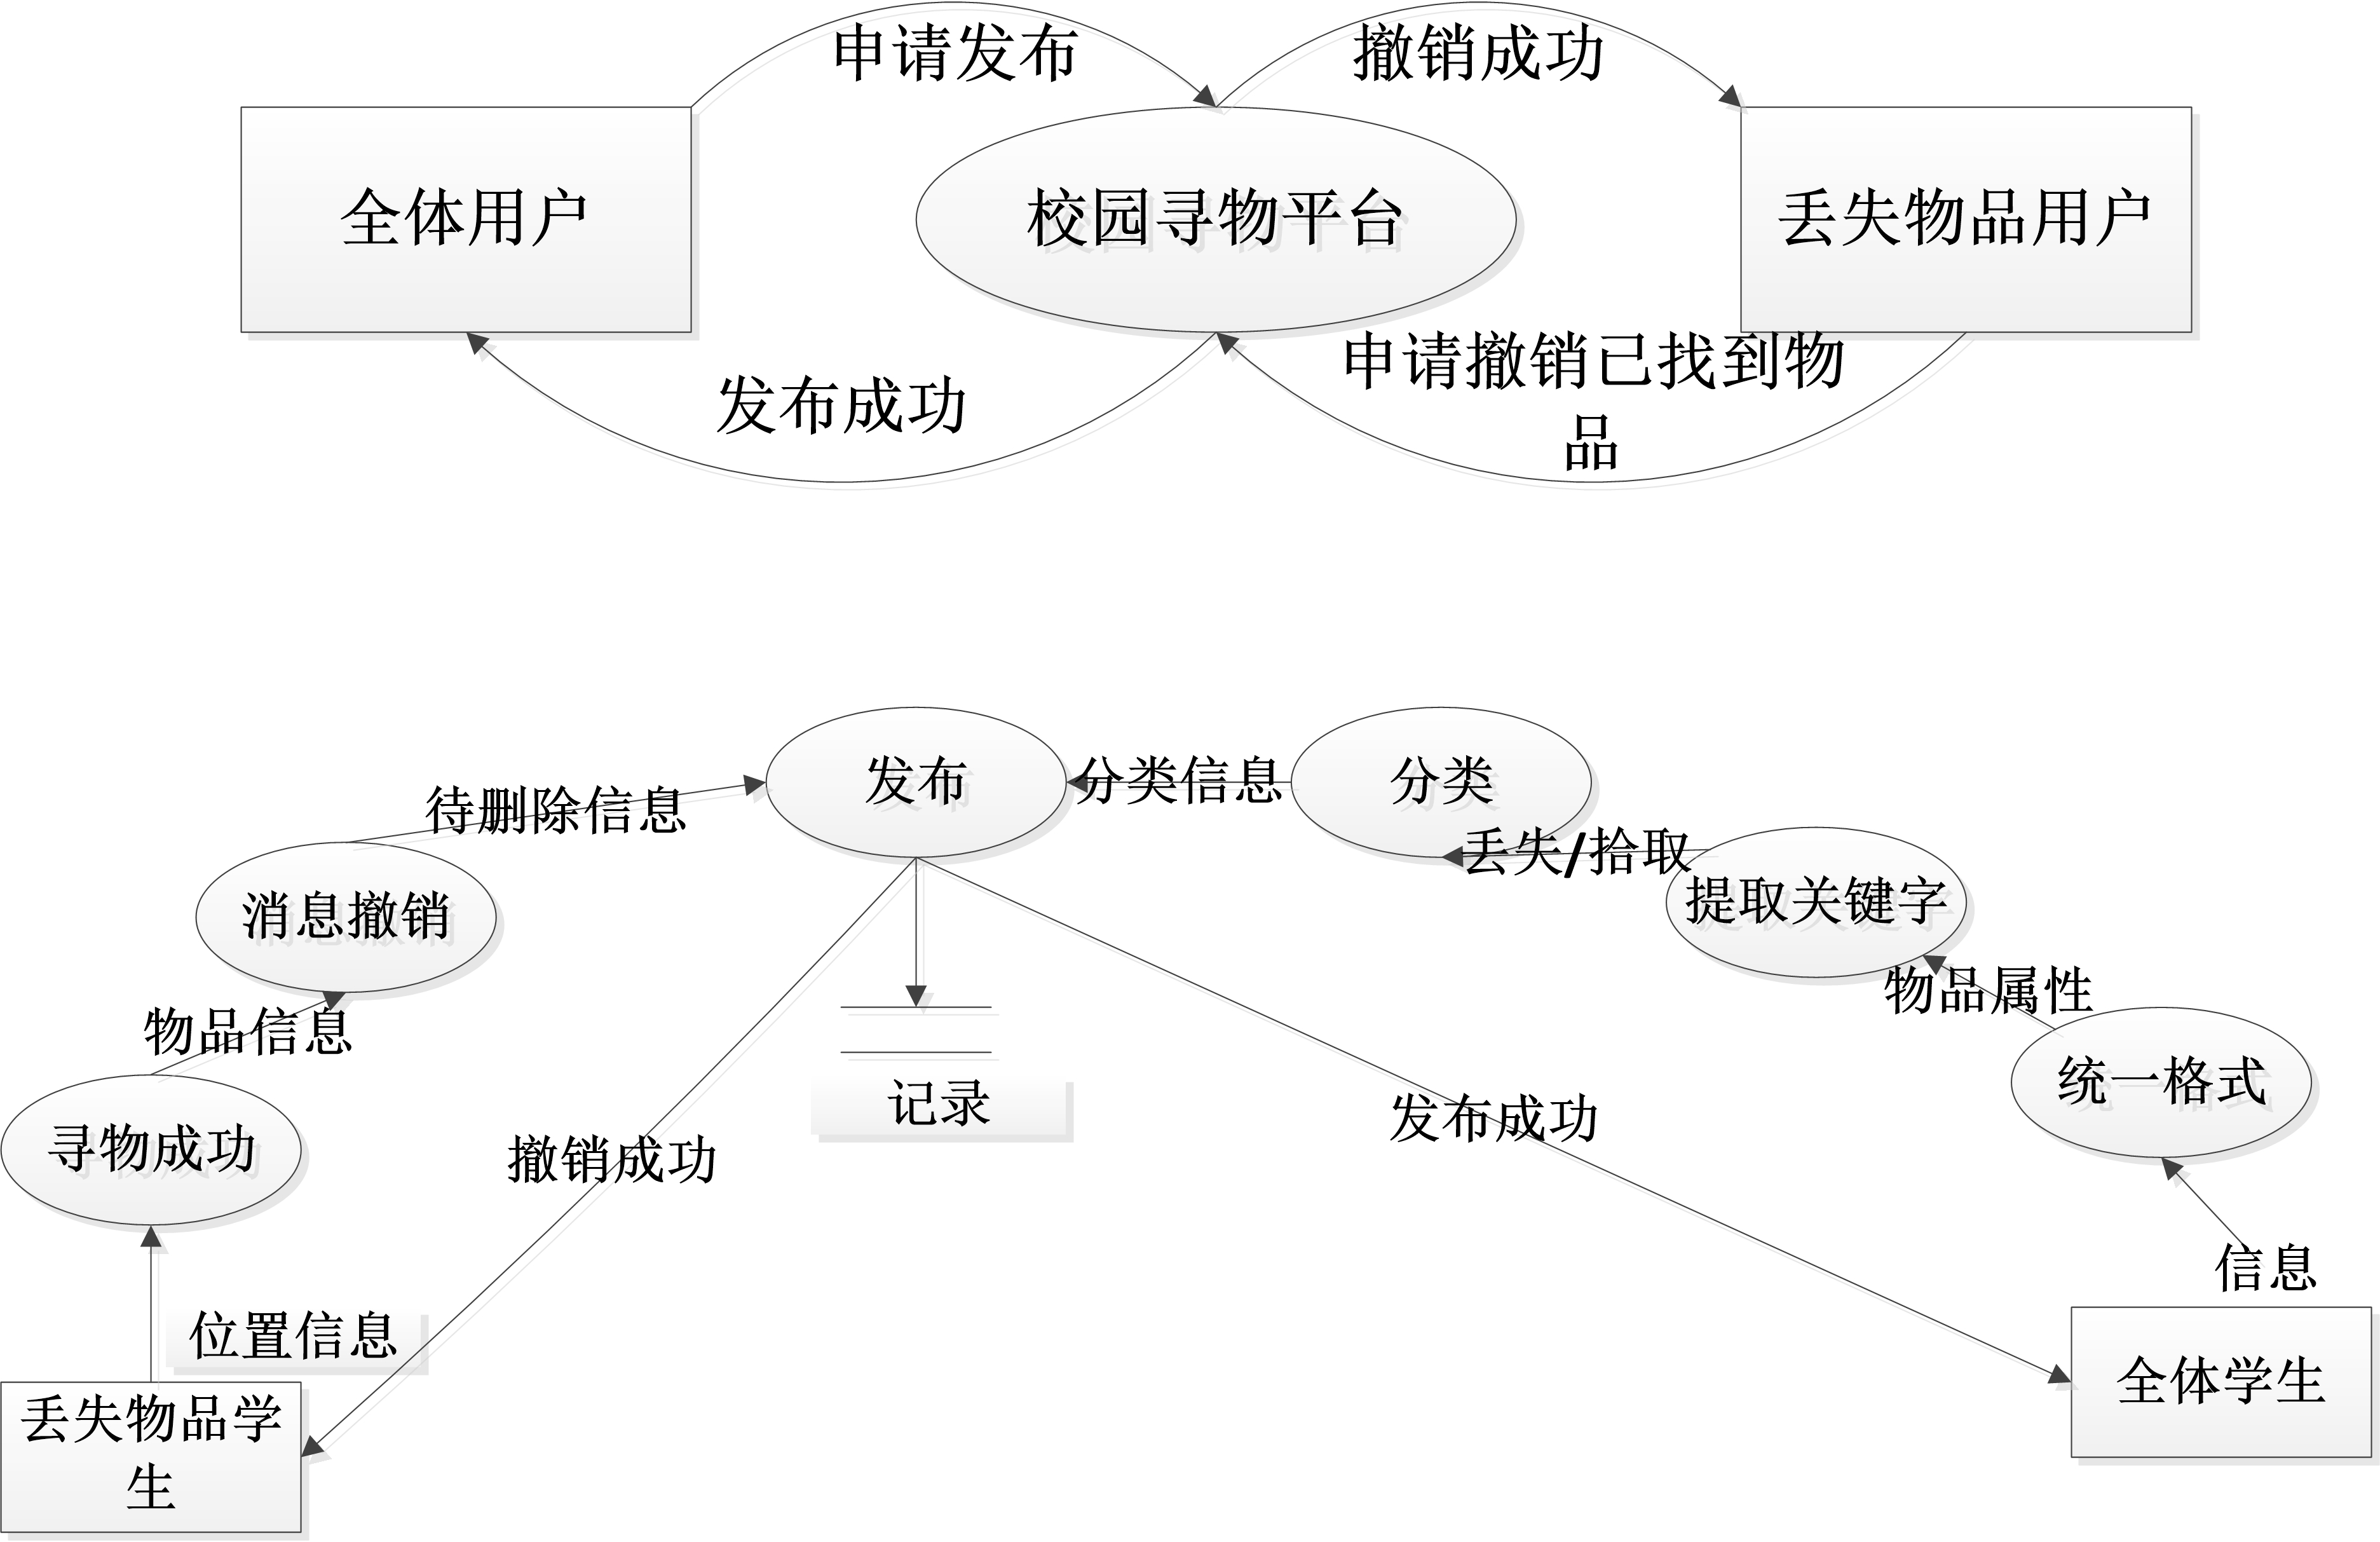 申请发布
撤销成功
全体用户
校园寻物平台
丢失物品用户
发布成功
申请撤销已找到物
品
发布
分类信息
分类
待删除信息
丢失/拾取
消息撤销
提取关键字
物品属性
物品信息
统一格式
记录
发布成功
寻物成功
撤销成功
信息
位置信息
全体学生
丢失物品学
生